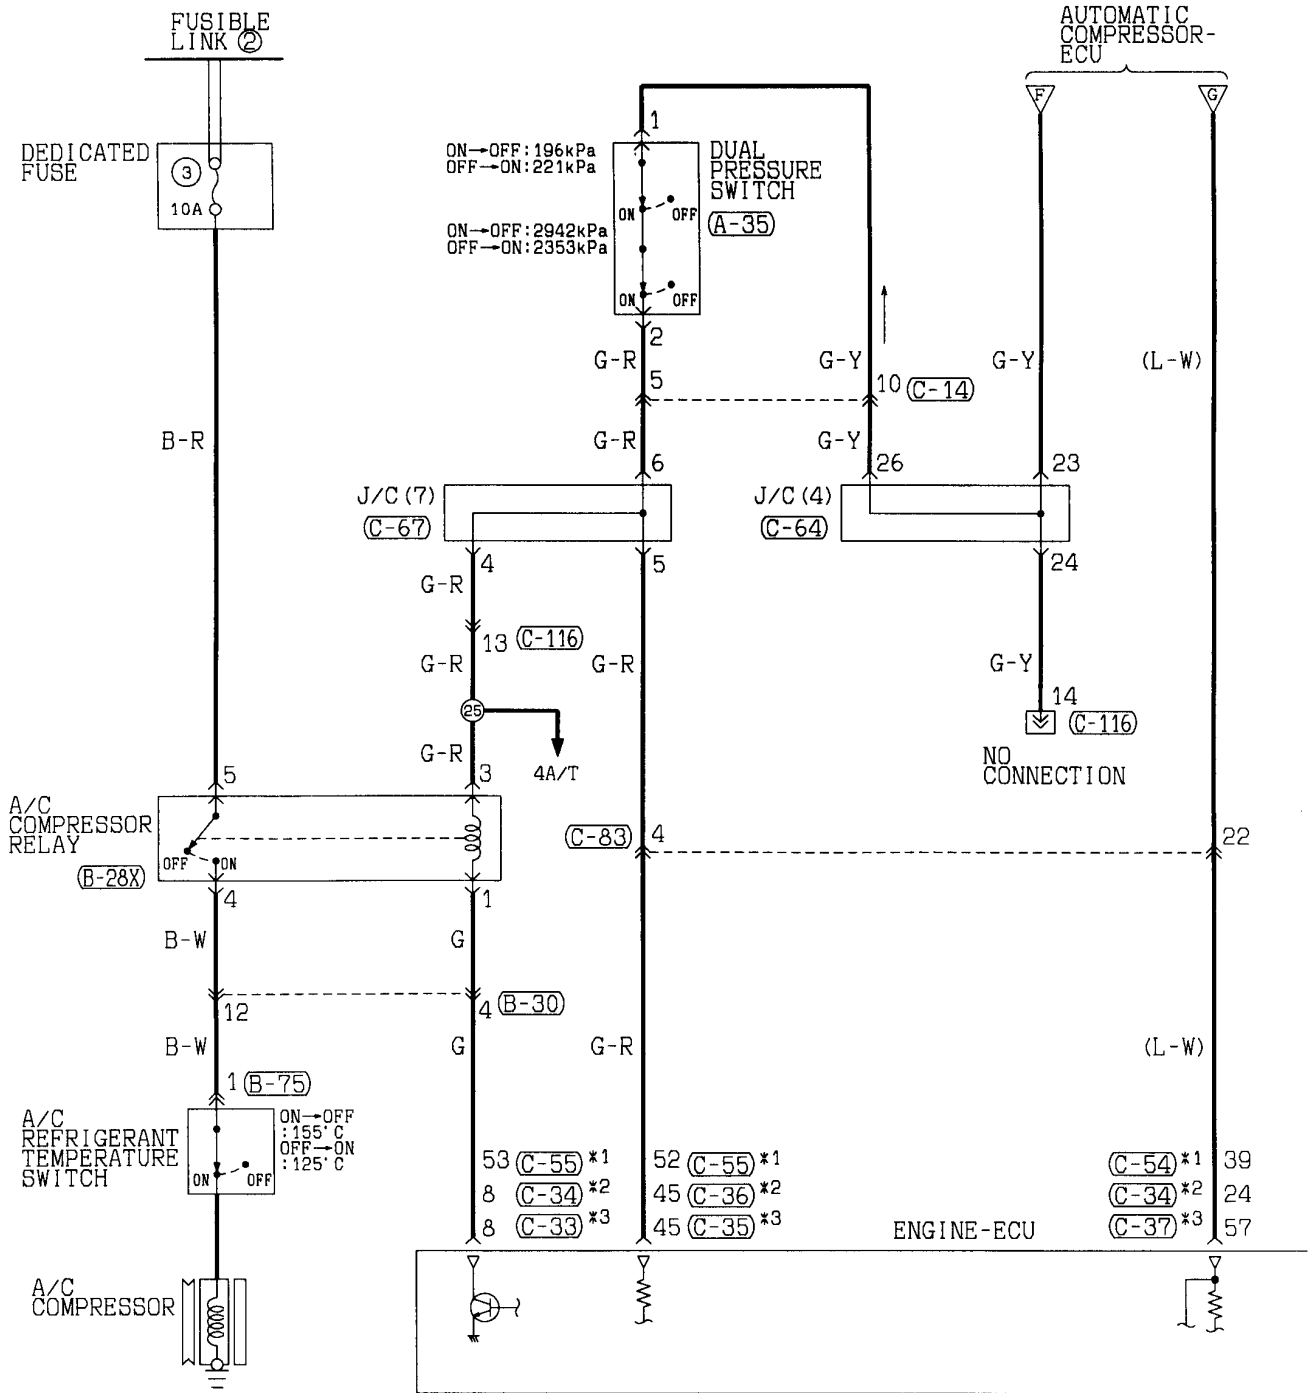 FUSIBLE
LINK ②
AUTOMATIC
COMPRESSOR-
ECU
F
G
DEDICATED
FUSE
③
10A
1
ON→OFF:196kPa
OFF→ON:221kPa
ON OFF
ON→OFF:2942kPa
OFF→ON:2353kPa
ON OFF
DUAL
PRESSURE
SWITCH
A-35
2
G-R
G-Y
G-Y
(L-W)
5
10 C-14
B-R
G-R
G-Y
6
26
23
J/C(7)
C-67
J/C(4)
C-64
4
5
24
G-R
13 C-116
G-R
G-R
G-Y
14
C-116
NO
CONNECTION
25
G-R
4A/T
5
3
A/C
COMPRESSOR
RELAY
OFF ON
B-28X
C-83 4
22
4
1
B-W
G
12
4 B-30
B-W
G
G-R
(L-W)
1 B-75
A/C
REFRIGERANT
TEMPERATURE
SWITCH
ON→OFF
:155°C
OFF→ON
:125°C
ON OFF
53 C-55 *1
52 C-55 *1
C-54 *1 39
8 C-34 *2
45 C-36 *2
C-34 *2 24
8 C-33 *3
45 C-35 *3
C-37 *3 57
ENGINE-ECU
A/C
COMPRESSOR